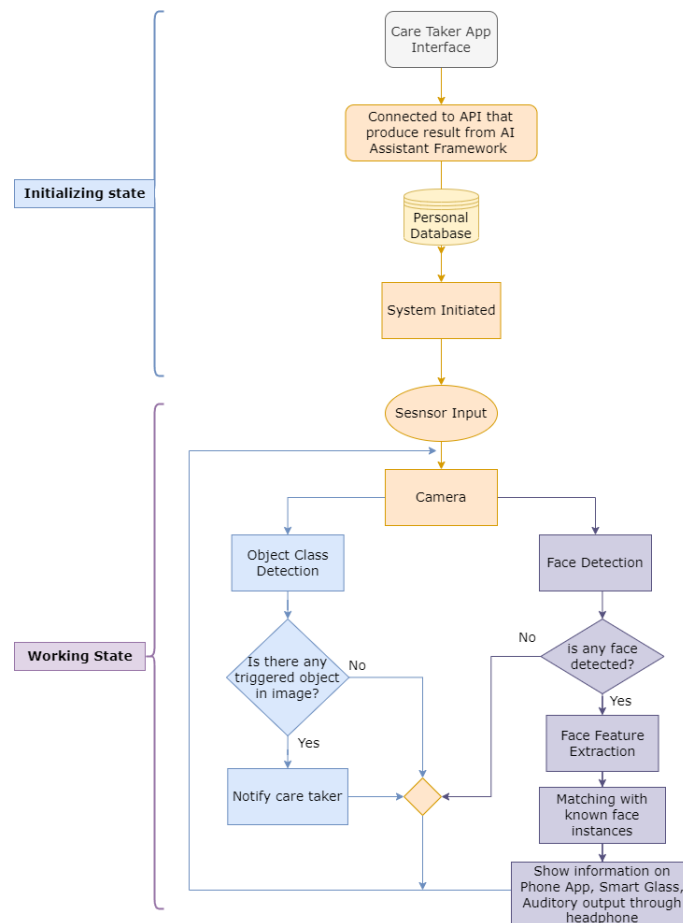 Care Taker App
Interface
Connected to API that
produce result from AI
Assistant Framework
Initializing state
Personal
Database
System Initiated
Sesnsor Input
Camera
Object Class
Detection
Face Detection
Working State
Is there any
triggered object
in image?
No
Yes
Notify care taker
No
is any face
detected?
Yes
Face Feature
Extraction
Matching with
known face
instances
Show information on
Phone App, Smart Glass,
Auditory output through
headphone